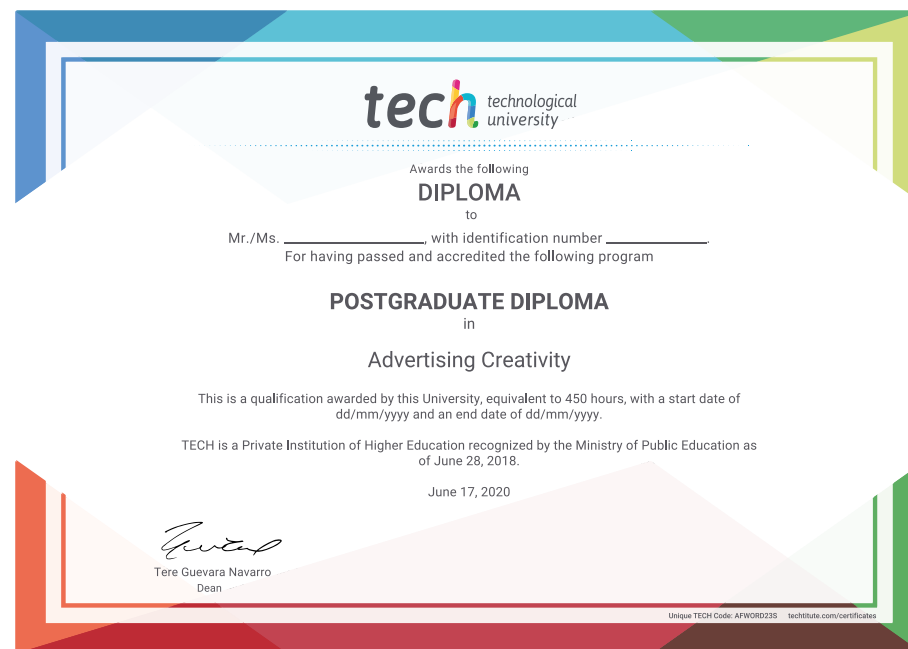 tech technological
university
Awards the following
DIPLOMA
to
Mr./Ms. ____________________, with identification number ______________.
For having passed and accredited the following program
POSTGRADUATE DIPLOMA
in
Advertising Creativity
This is a qualification awarded by this University, equivalent to 450 hours, with a start date of
dd/mm/yyyy and an end date of dd/mm/yyyy.
TECH is a Private Institution of Higher Education recognized by the Ministry of Public Education as
of June 28, 2018.
June 17, 2020
Tere Guevara Navarro
Dean
Unique TECH Code: AFWORD23S techtitute.com/certificates